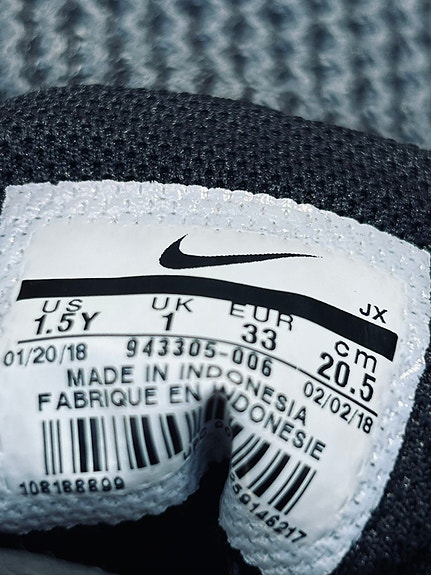 JX
US UK EUR cm
1.5Y 1 33 20.5
01/20/18 943305-006 02/02/18
MADE IN INDONESIA
FABRIQUE EN INDONESIE